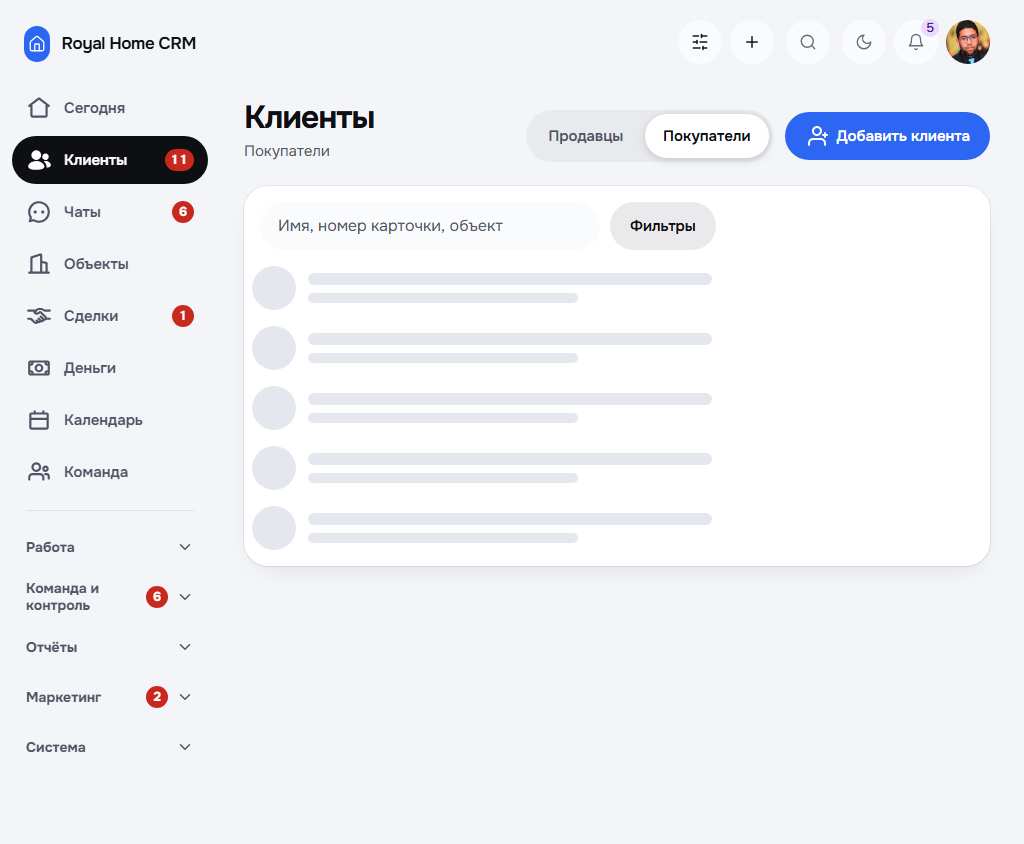 Royal Home CRM
5
Сегодня
Клиенты 11
Чаты 6
Объекты
Сделки 1
Деньги
Календарь
Команда
Работа
Команда и
контроль 6
Отчёты
Маркетинг 2
Система
Клиенты
Покупатели
Продавцы
Покупатели
Добавить клиента
Имя, номер карточки, объект
Фильтры